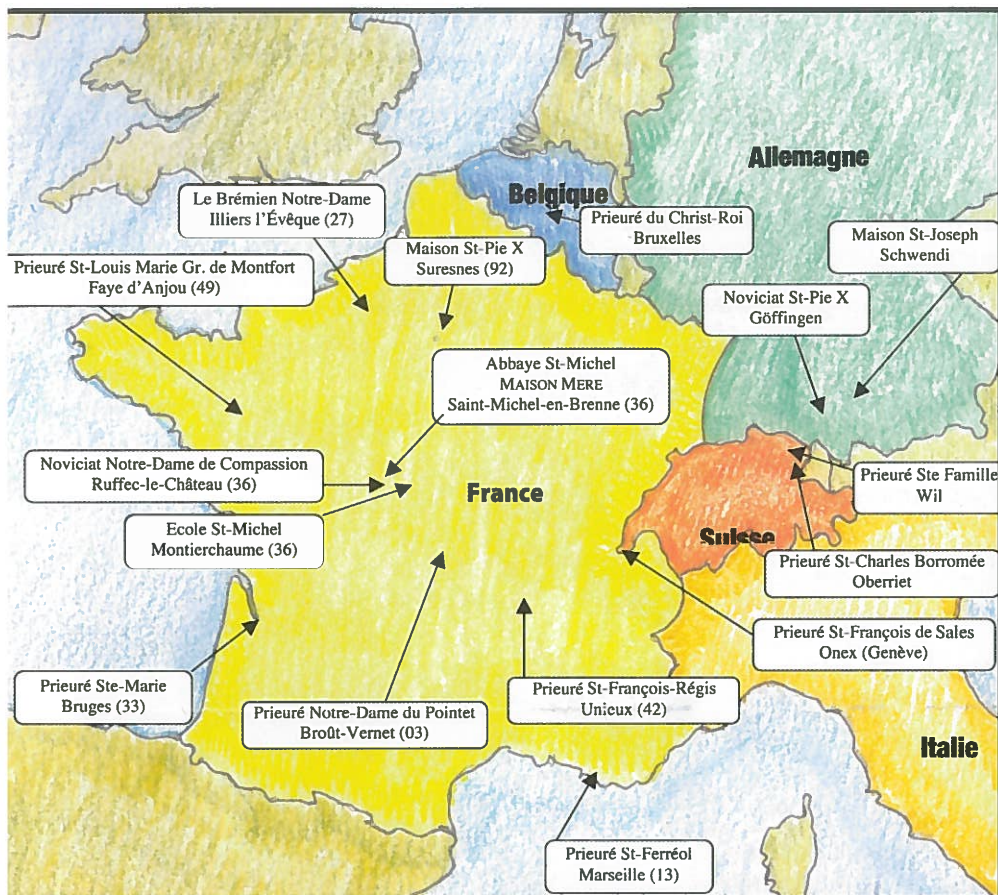 Allemagne
Belgique
Le Brémien Notre-Dame
Illiers l'Évêque (27)
Prieuré du Christ-Roi
Bruxelles
Maison St-Joseph
Schwendi
Maison St-Pie X
Suresnes (92)
Prieuré St-Louis Marie Gr. de Montfort
Faye d'Anjou (49)
Noviciat St-Pie X
Göffingen
Abbaye St-Michel
MAISON MERE
Saint-Michel-en-Brenne (36)
Noviciat Notre-Dame de Compassion
Ruffec-le-Château (36)
France
Prieuré Ste Famille
Wil
Ecole St-Michel
Montierchaume (36)
Suisse
Prieuré St-Charles Borromée
Oberriet
Prieuré St-François de Sales
Onex (Genève)
Prieuré Ste-Marie
Bruges (33)
Prieuré Notre-Dame du Pointet
Broût-Vernet (03)
Prieuré St-François-Régis
Unieux (42)
Italie
Prieuré St-Ferréol
Marseille (13)